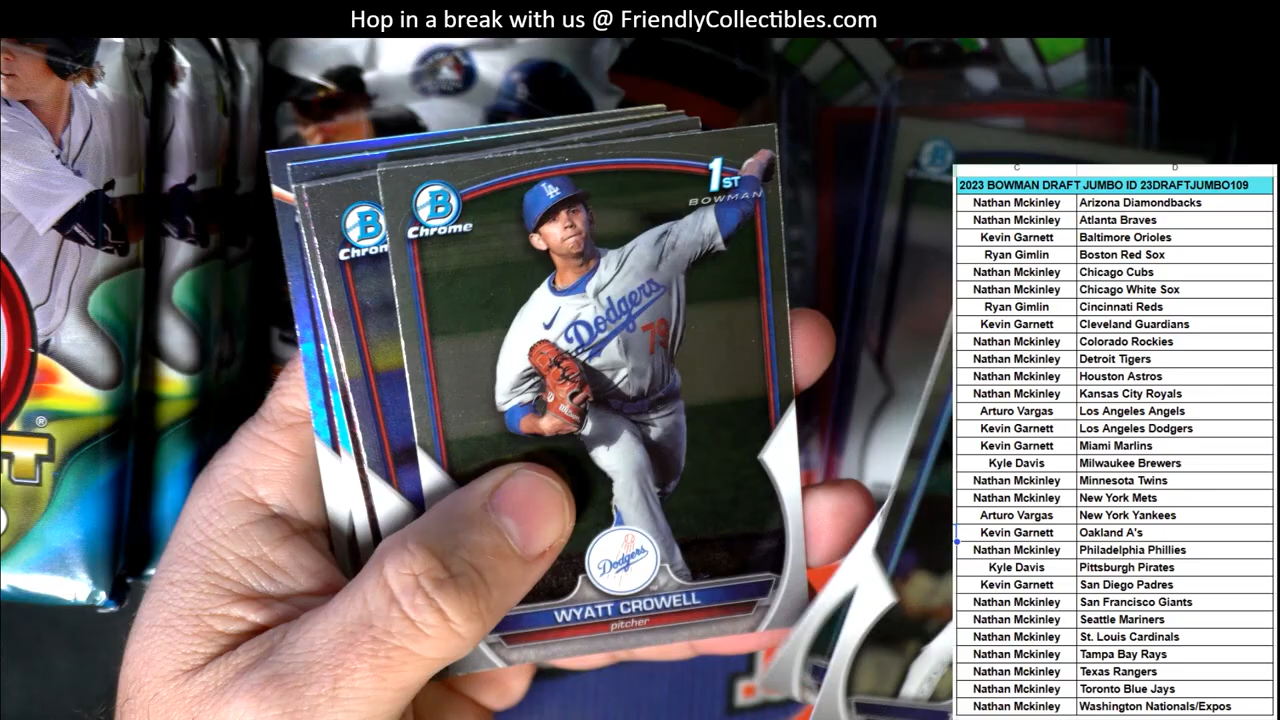 Hop in a break with us @ FriendlyCollectibles.com
B
Chrome
1ST
BOWMAN
B
Chrom
LA
Dodgers
79
Dodgers
WYATT CROWELL
pitcher
®
C D
2023 BOWMAN DRAFT JUMBO ID 23DRAFTJUMBO109
Nathan Mckinley Arizona Diamondbacks
Nathan Mckinley Atlanta Braves
Kevin Garnett Baltimore Orioles
Ryan Gimlin Boston Red Sox
Nathan Mckinley Chicago Cubs
Nathan Mckinley Chicago White Sox
Ryan Gimlin Cincinnati Reds
Kevin Garnett Cleveland Guardians
Nathan Mckinley Colorado Rockies
Nathan Mckinley Detroit Tigers
Nathan Mckinley Houston Astros
Nathan Mckinley Kansas City Royals
Arturo Vargas Los Angeles Angels
Kevin Garnett Los Angeles Dodgers
Kevin Garnett Miami Marlins
Kyle Davis Milwaukee Brewers
Nathan Mckinley Minnesota Twins
Nathan Mckinley New York Mets
Arturo Vargas New York Yankees
Kevin Garnett Oakland A's
Nathan Mckinley Philadelphia Phillies
Kyle Davis Pittsburgh Pirates
Kevin Garnett San Diego Padres
Nathan Mckinley San Francisco Giants
Nathan Mckinley Seattle Mariners
Nathan Mckinley St. Louis Cardinals
Nathan Mckinley Tampa Bay Rays
Nathan Mckinley Texas Rangers
Nathan Mckinley Toronto Blue Jays
Nathan Mckinley Washington Nationals/Expos